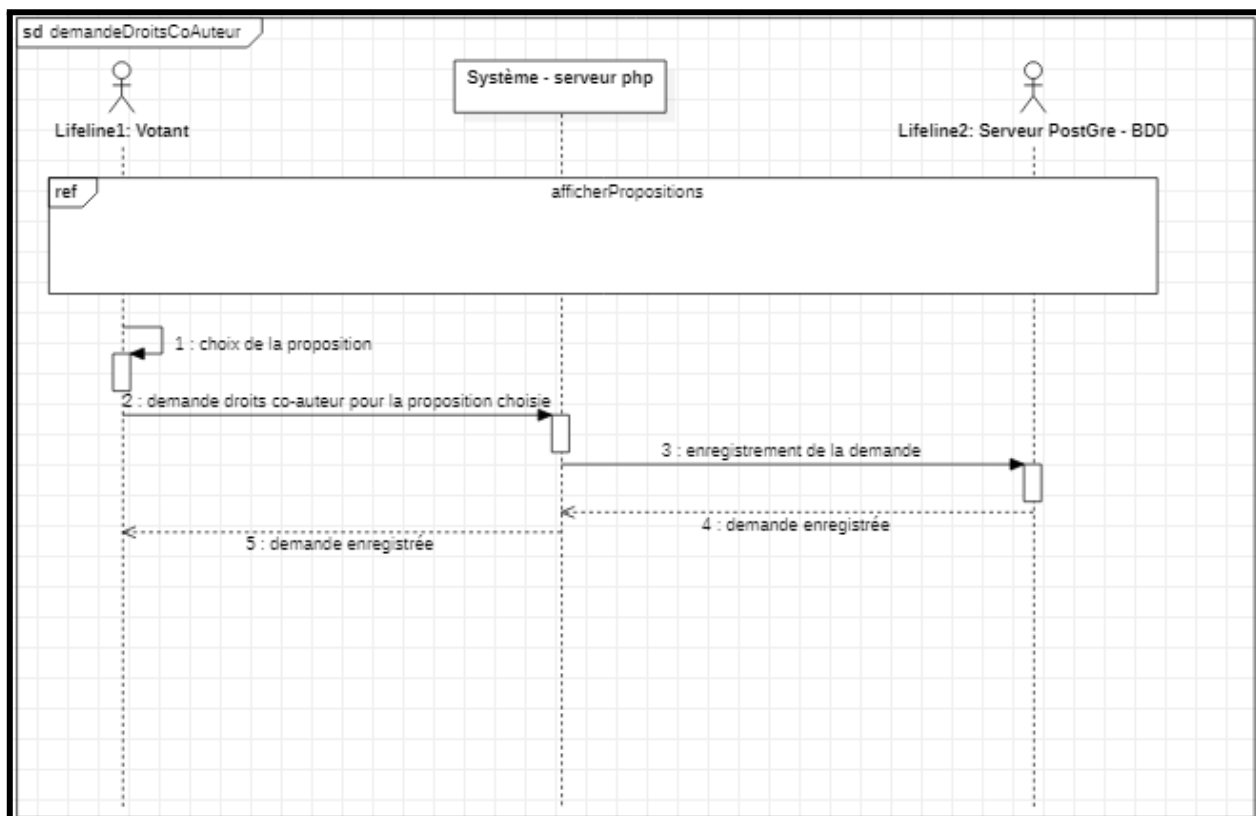 sd demandeDroitsCoAuteur
Système - serveur php
Lifeline1: Votant
Lifeline2: Serveur PostGre - BDD
ref
afficherPropositions
1 : choix de la proposition
2 : demande droits co-auteur pour la proposition choisie
3 : enregistrement de la demande
4 : demande enregistrée
5 : demande enregistrée